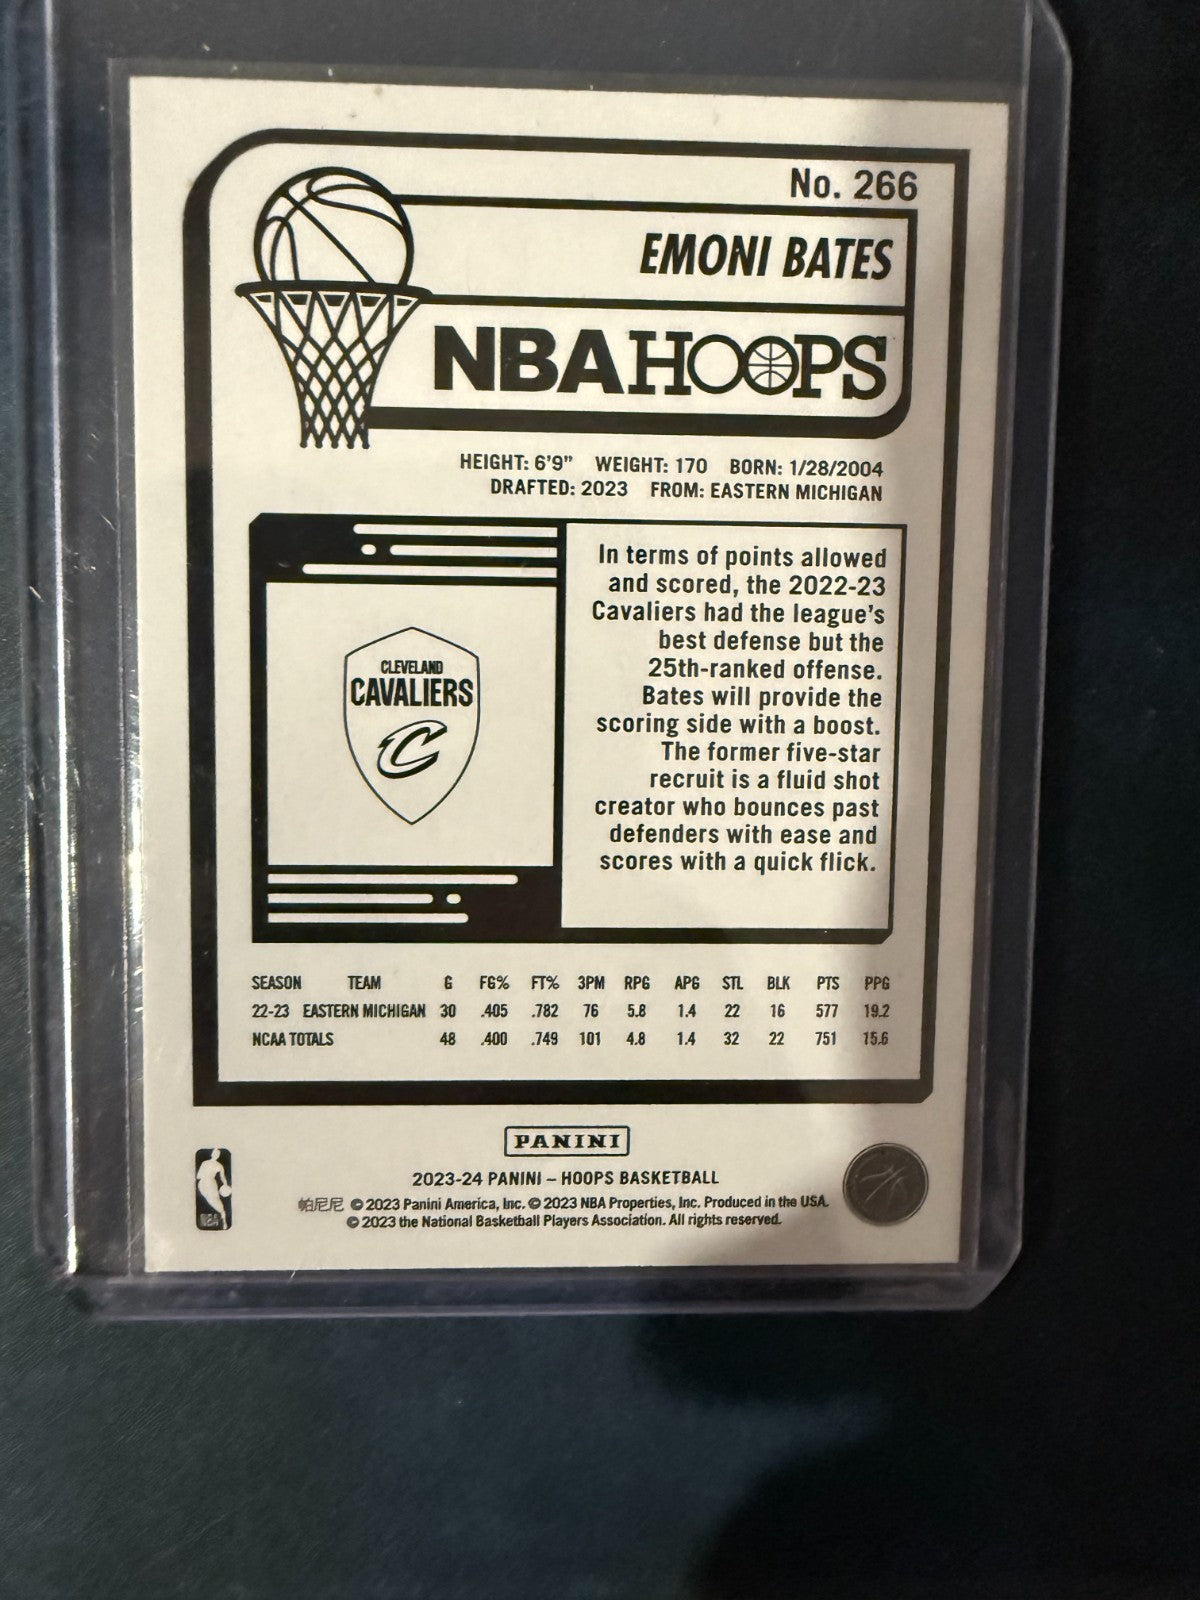 No. 266
EMONI BATES
NBA HOOPS
HEIGHT: 6'9" WEIGHT: 170 BORN: 1/28/2004
DRAFTED: 2023 FROM: EASTERN MICHIGAN
In terms of points allowed
and scored, the 2022-23
Cavaliers had the league's
best defense but the
25th-ranked offense.
Bates will provide the
scoring side with a boost.
The former five-star
recruit is a fluid shot
creator who bounces past
defenders with ease and
scores with a quick flick.
CLEVELAND
CAVALIERS
C
SEASON TEAM G FG% FT% 3PM RPG APG STL BLK PTS PPG
22-23 EASTERN MICHIGAN 30 .405 .782 76 5.8 1.4 22 16 577 19.2
NCAA TOTALS 48 .400 .749 101 4.8 1.4 32 22 751 15.6
PANINI
2023-24 PANINI – HOOPS BASKETBALL
帕尼尼 © 2023 Panini America, Inc. © 2023 NBA Properties, Inc. Produced in the USA.
© 2023 the National Basketball Players Association. All rights reserved.
NBA